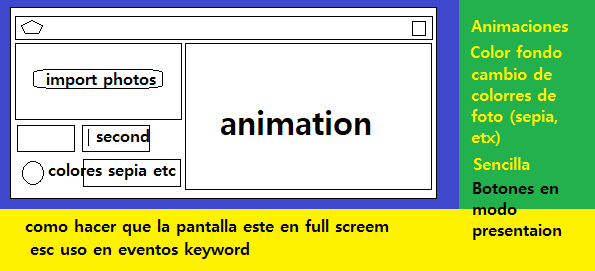 import photos
second
colores sepia etc
animation
Animaciones
Color fondo
cambio de
colorres de
foto (sepia,
etx)
Sencilla
Botones en
modo
presentaion
como hacer que la pantalla este en full screem
esc uso en eventos keyword